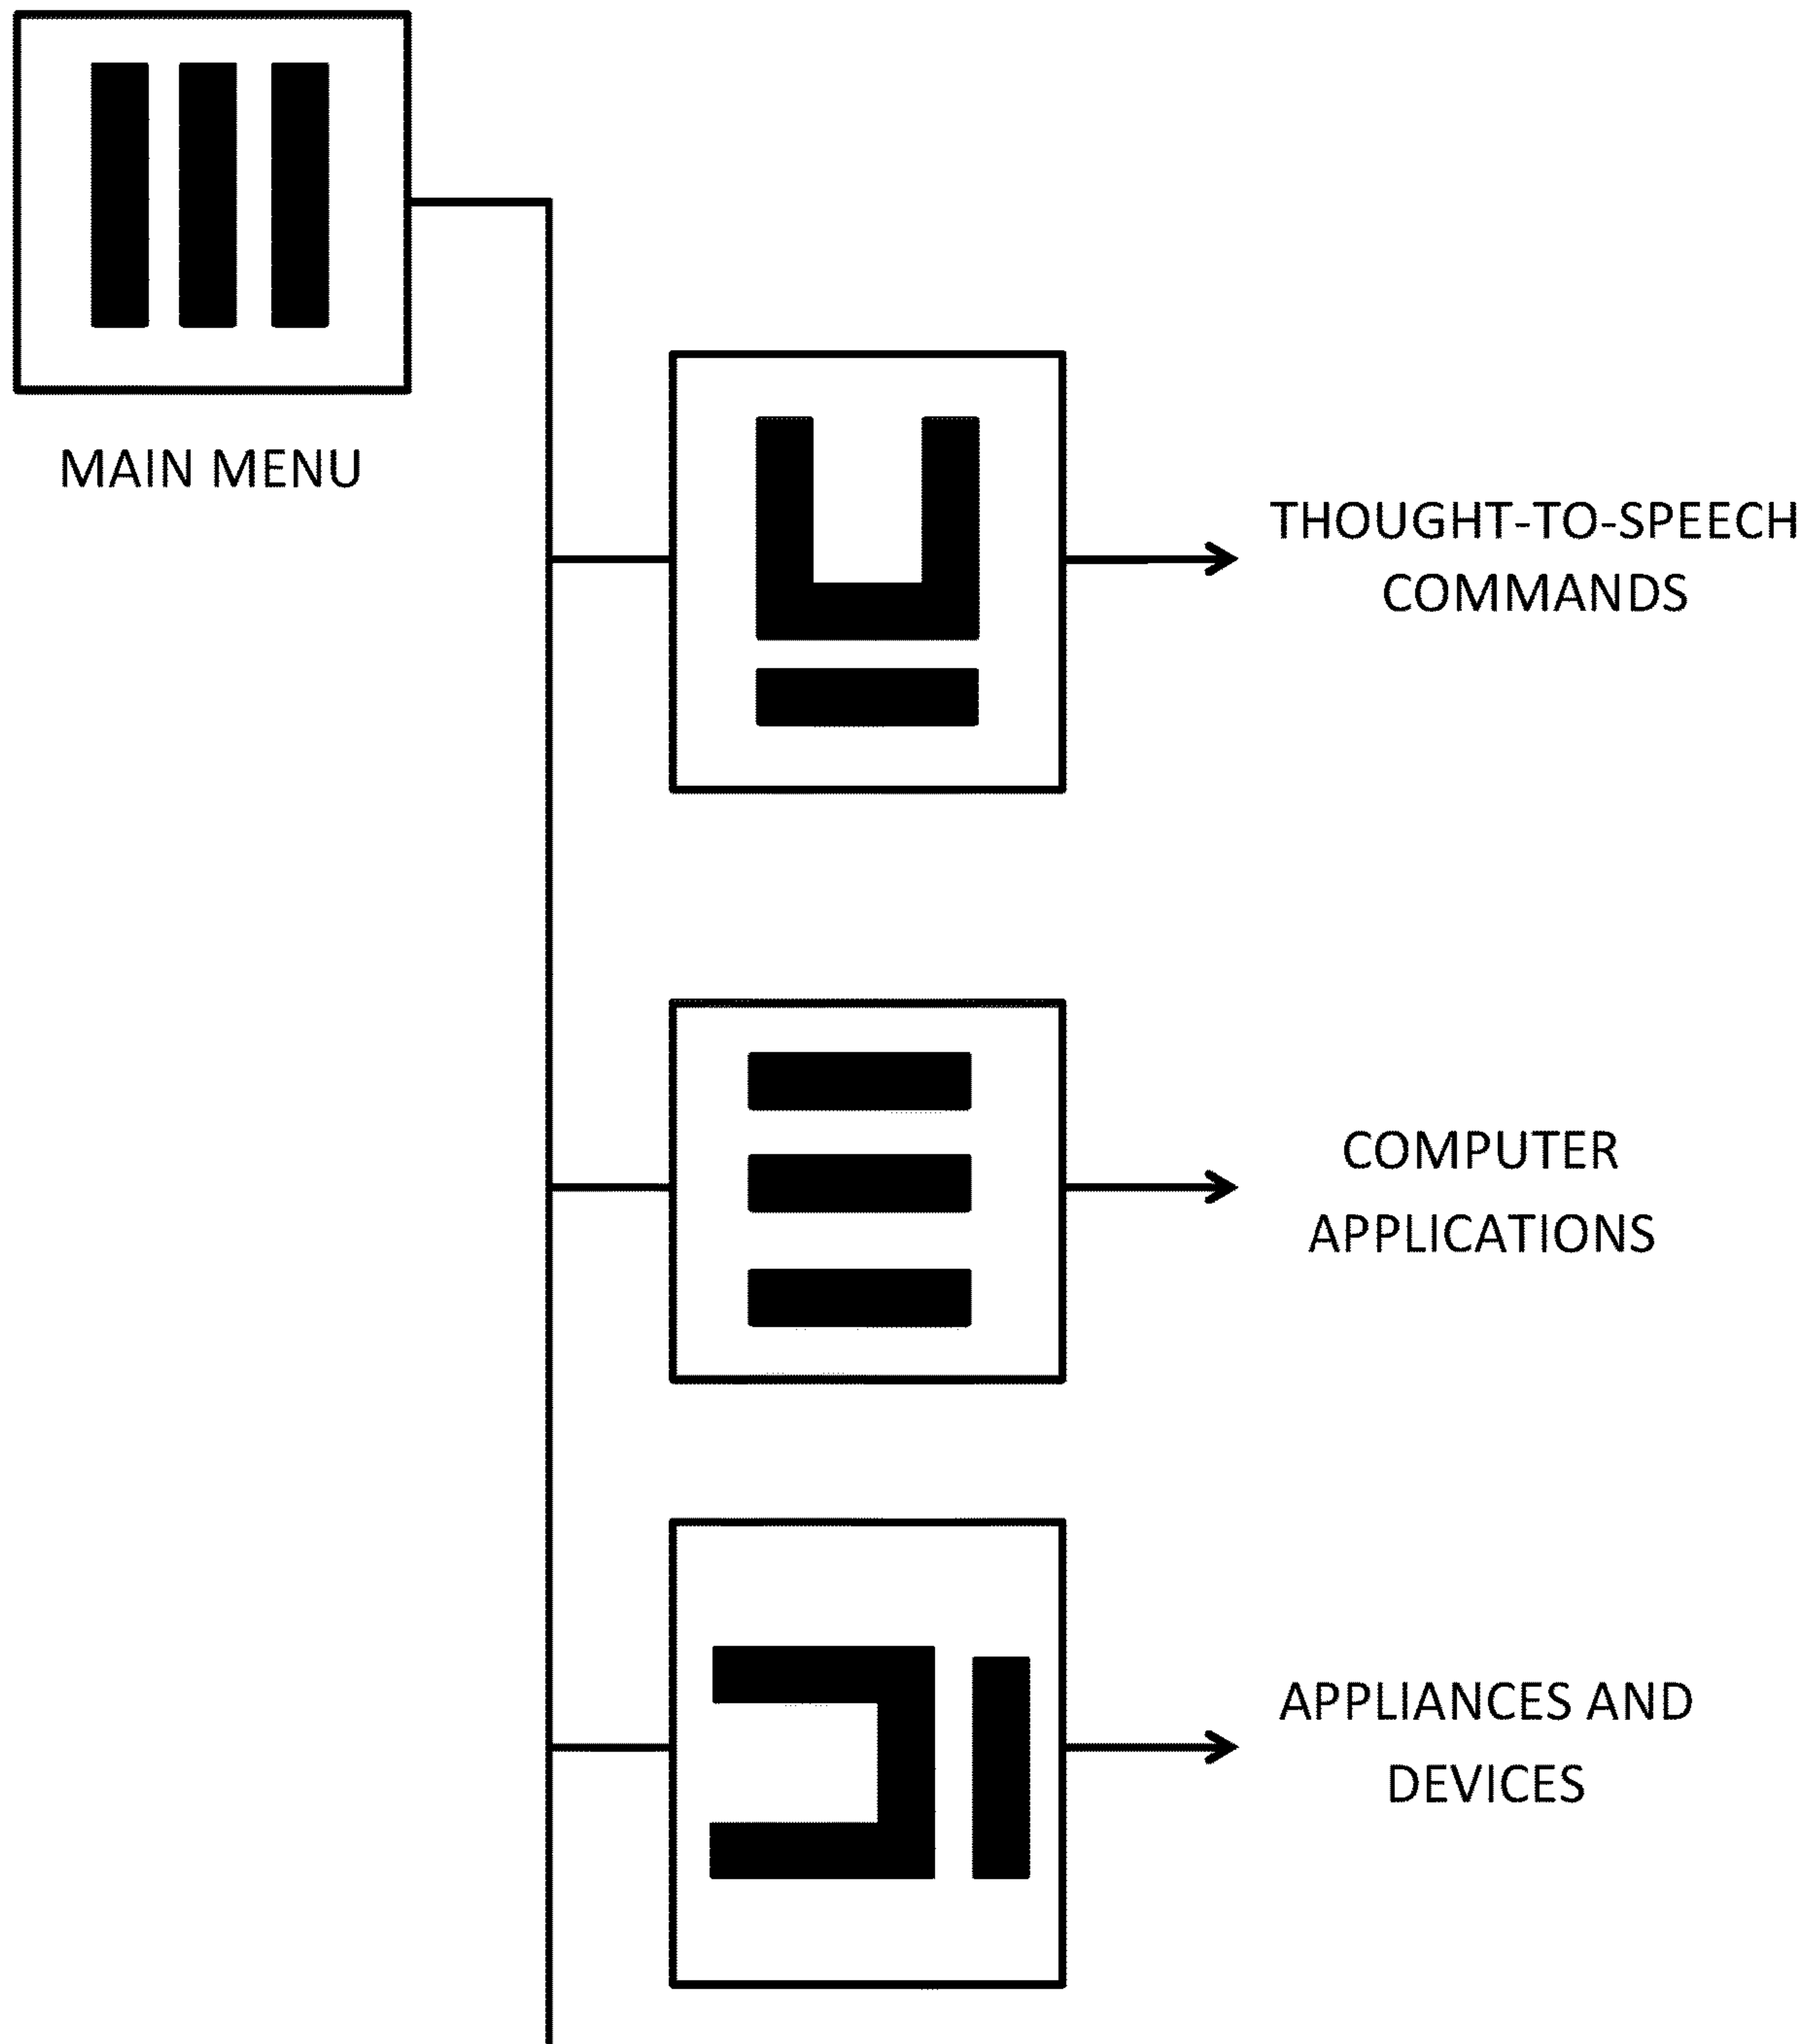 MAIN MENU
THOUGHT-TO-SPEECH
COMMANDS
COMPUTER
APPLICATIONS
APPLIANCES AND
DEVICES